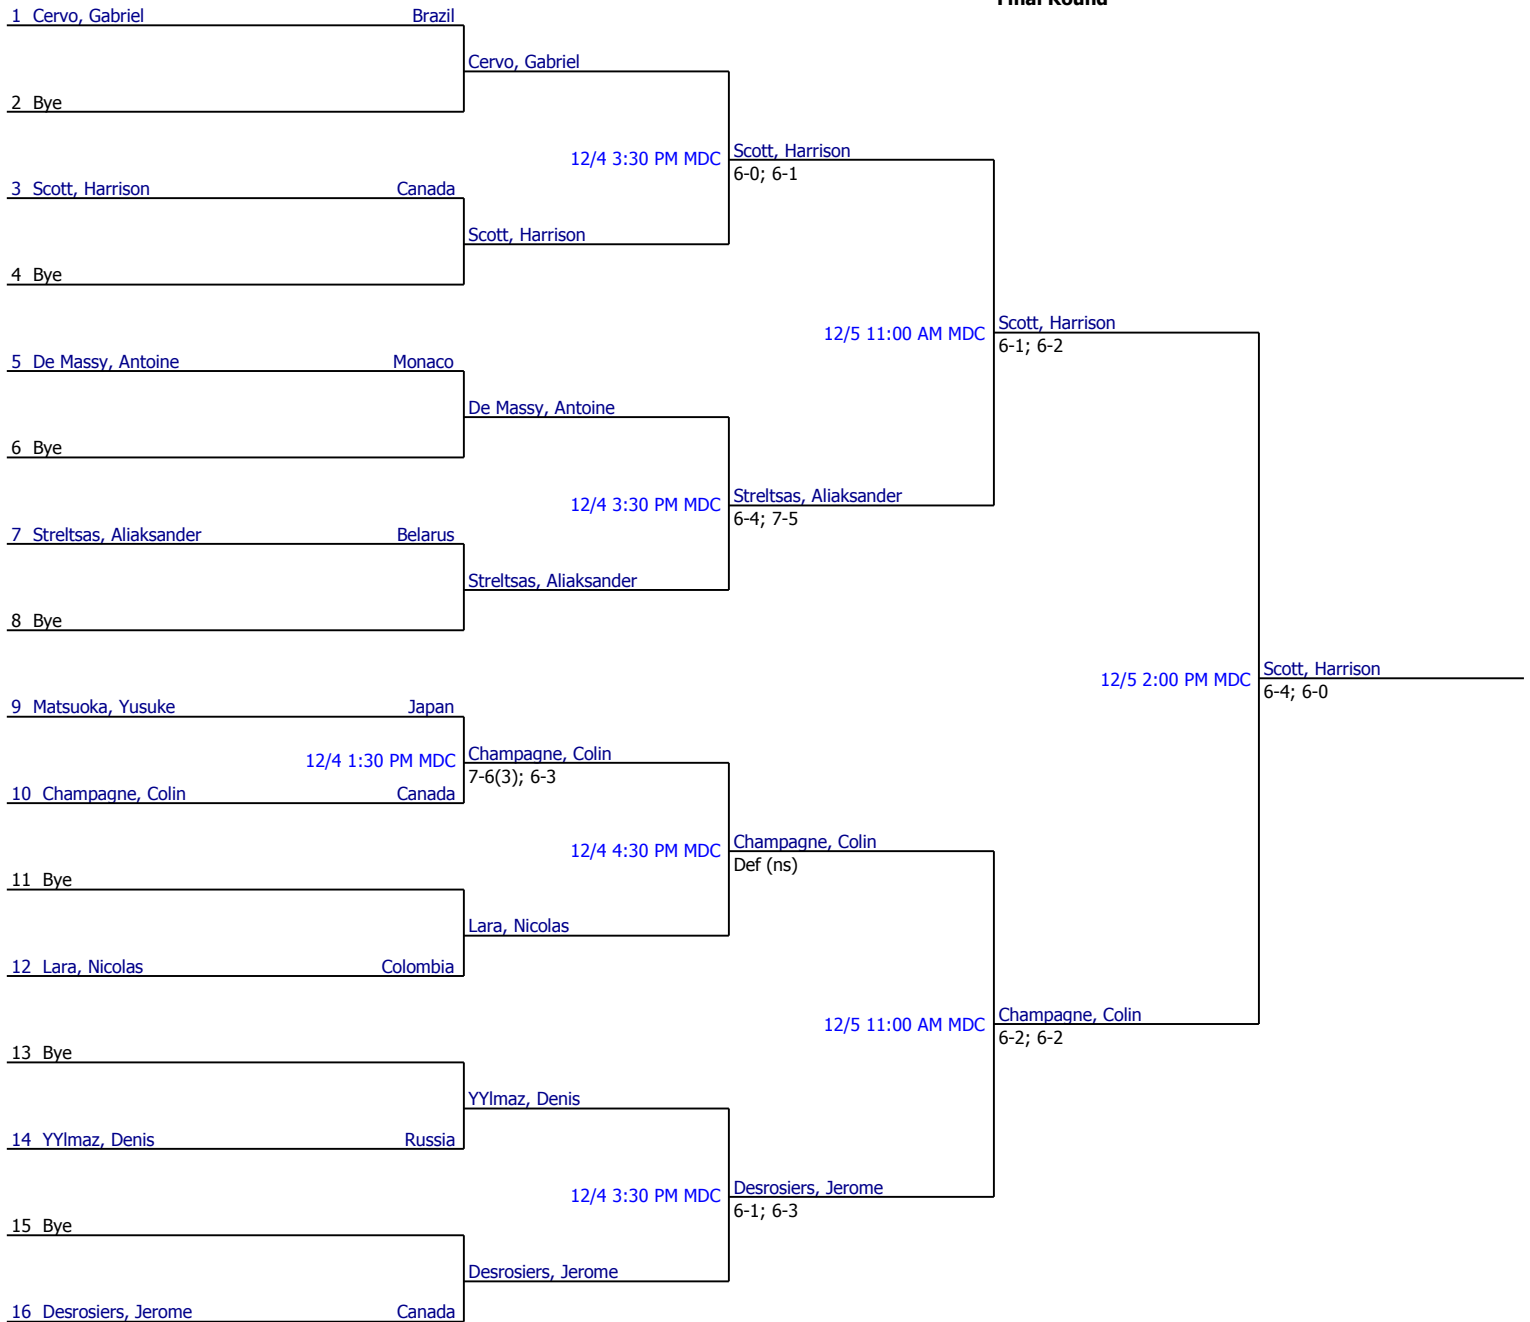 Final Round
1 Cervo, Gabriel Brazil
Cervo, Gabriel
2 Bye
12/4 3:30 PM MDC
Scott, Harrison
6-0; 6-1
3 Scott, Harrison Canada
Scott, Harrison
4 Bye
12/5 11:00 AM MDC
Scott, Harrison
6-1; 6-2
5 De Massy, Antoine Monaco
De Massy, Antoine
6 Bye
12/4 3:30 PM MDC
Streltsas, Aliaksander
6-4; 7-5
7 Streltsas, Aliaksander Belarus
Streltsas, Aliaksander
8 Bye
12/5 2:00 PM MDC
Scott, Harrison
6-4; 6-0
9 Matsuoka, Yusuke Japan
12/4 1:30 PM MDC
Champagne, Colin
7-6(3); 6-3
10 Champagne, Colin Canada
12/4 4:30 PM MDC
Champagne, Colin
Def (ns)
11 Bye
Lara, Nicolas
12 Lara, Nicolas Colombia
12/5 11:00 AM MDC
Champagne, Colin
6-2; 6-2
13 Bye
YYlmaz, Denis
14 YYlmaz, Denis Russia
12/4 3:30 PM MDC
Desrosiers, Jerome
6-1; 6-3
15 Bye
Desrosiers, Jerome
16 Desrosiers, Jerome Canada